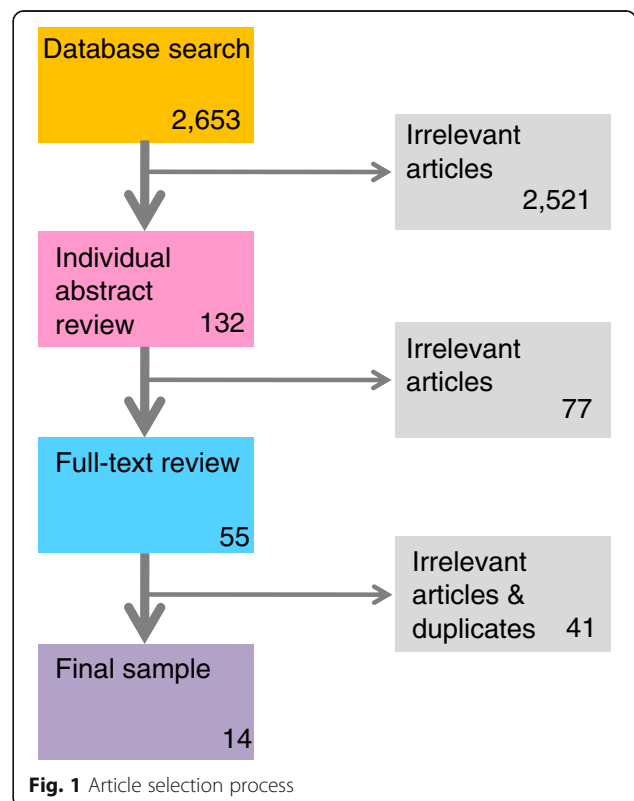 Database search
2,653
Irrelevant
articles
2,521
Individual
abstract
review 132
Irrelevant
articles
77
Full-text review
55
Irrelevant
articles &
duplicates 41
Final sample
14
Fig. 1 Article selection process